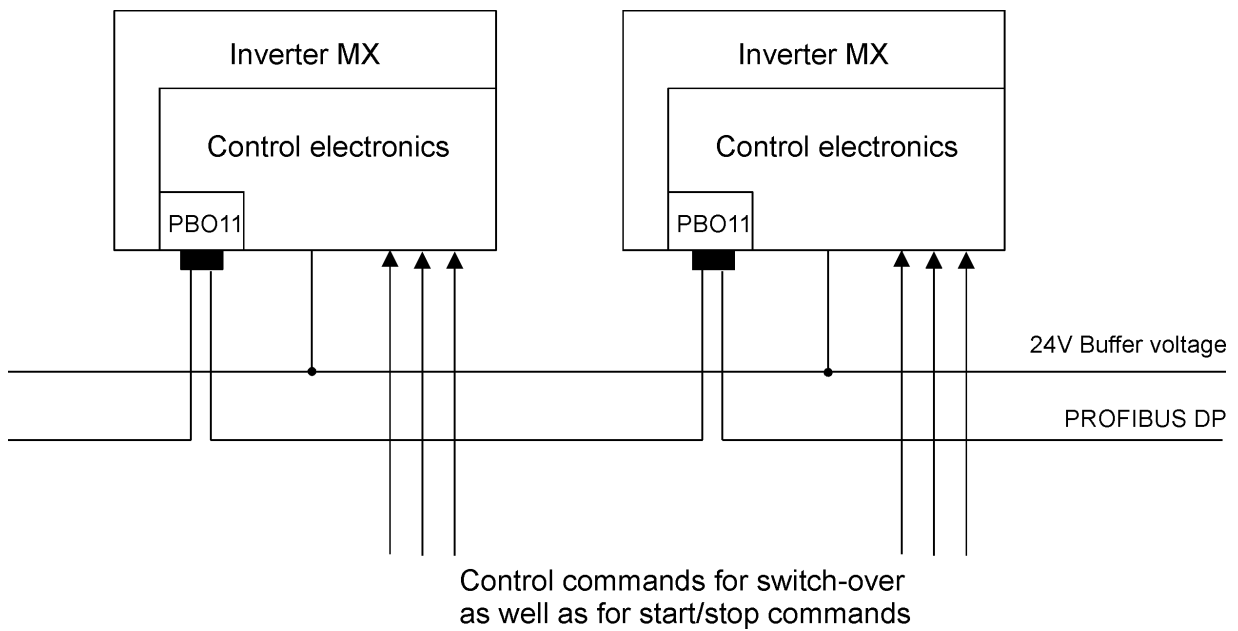 Inverter MX
Inverter MX
Control electronics
Control electronics
PBO11
PBO11
24V Buffer voltage
PROFIBUS DP
Control commands for switch-over
as well as for start/stop commands